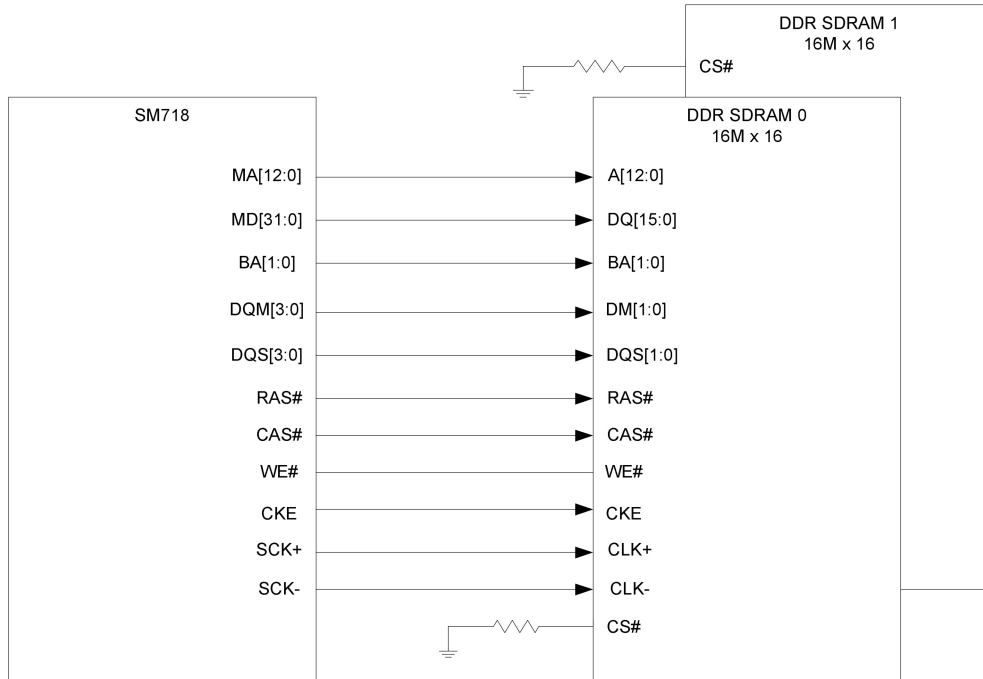 DDR SDRAM 1
16M x 16
CS#
SM718
DDR SDRAM 0
16M x 16
MA[12:0]
A[12:0]
MD[31:0]
DQ[15:0]
BA[1:0]
BA[1:0]
DQM[3:0]
DM[1:0]
DQS[3:0]
DQS[1:0]
RAS#
RAS#
CAS#
CAS#
WE#
WE#
CKE
CKE
SCK+
CLK+
SCK-
CLK-
CS#